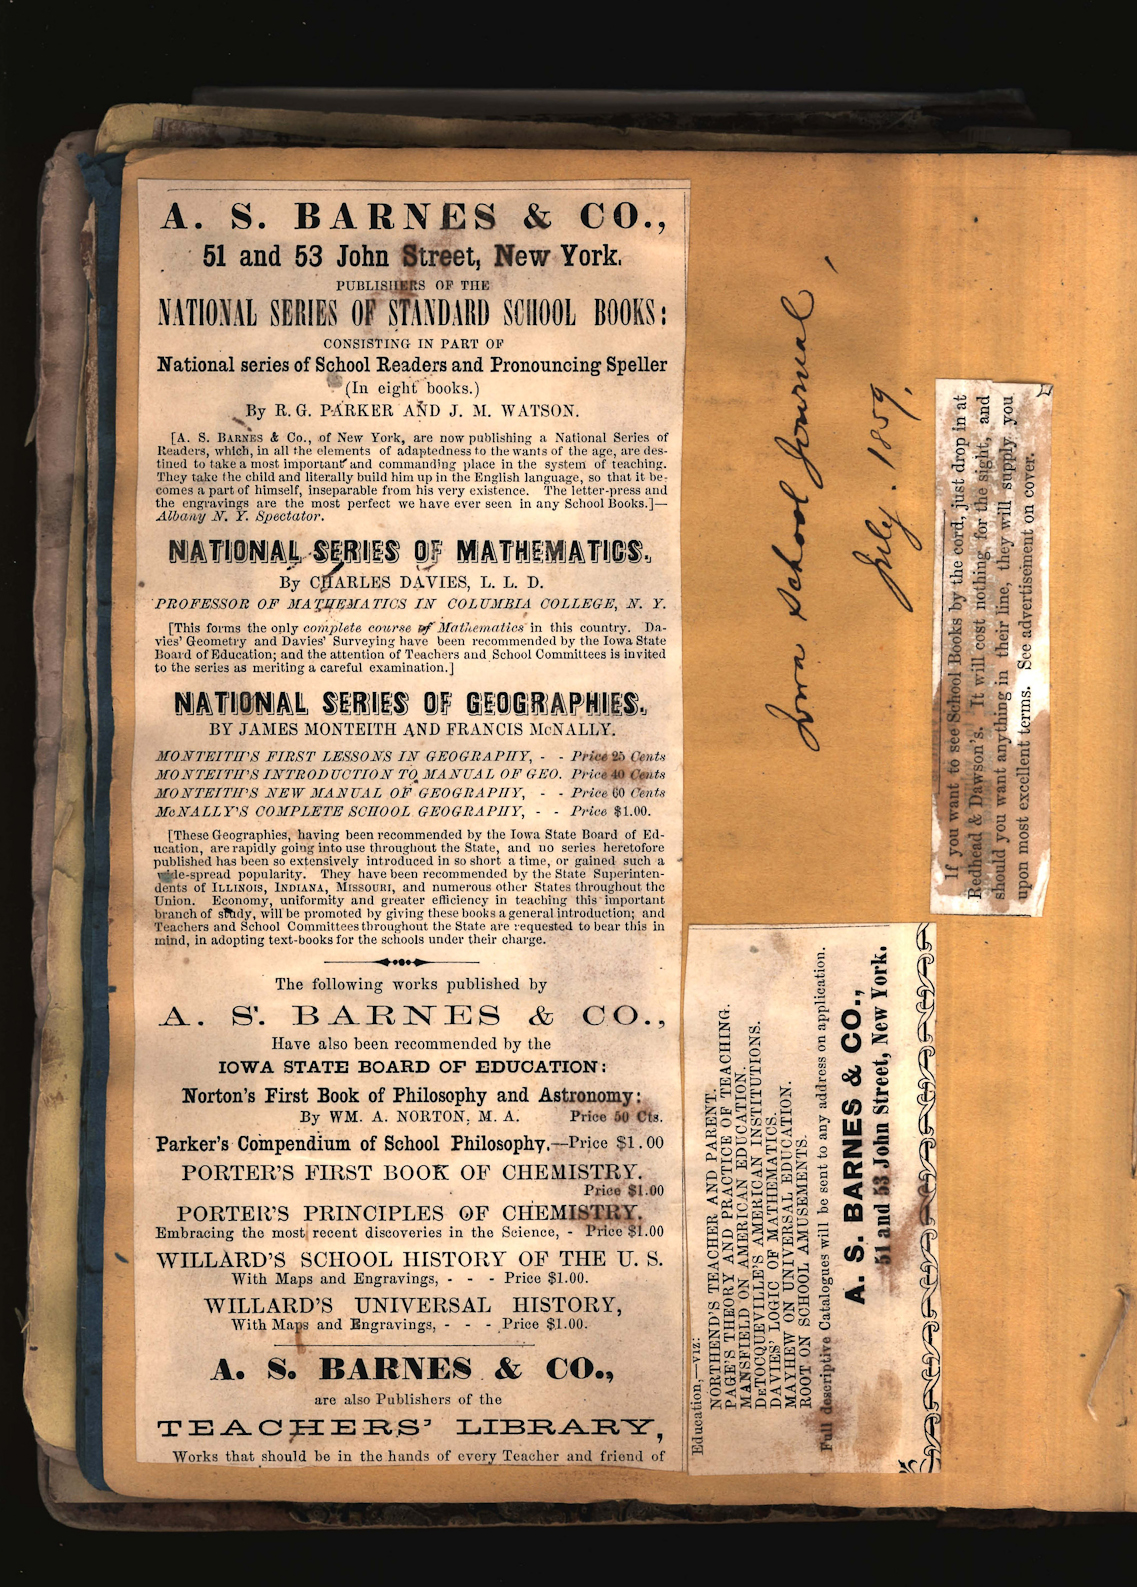 A. S. BARNES & CO.,
51 and 53 John Street, New York.
PUBLISHERS OF THE
NATIONAL SERIES OF STANDARD SCHOOL BOOKS:
CONSISTING IN PART OF
National series of School Readers and Pronouncing Speller
(In eight books.)
By R. G. PARKER AND J. M. WATSON.
[A. S. BARNES & Co., of New York, are now publishing a National Series of
Readers, which, in all the elements of adaptedness to the wants of the age, are des-
tined to take a most important and commanding place in the system of teaching.
They take the child and literally build him up in the English language, so that it be-
comes a part of himself, inseparable from his very existence. The letter-press and
the engravings are the most perfect we have ever seen in any School Books.]—
Albany N. Y. Spectator.
NATIONAL SERIES OF MATHEMATICS.
By CHARLES DAVIES, L. L. D.
PROFESSOR OF MATHEMATICS IN COLUMBIA COLLEGE, N. Y.
[This forms the only complete course of Mathematics in this country. Da-
vies' Geometry and Davies' Surveying have been recommended by the Iowa State
Board of Education; and the attention of Teachers and School Committees is invited
to the series as meriting a careful examination.]
NATIONAL SERIES OF GEOGRAPHIES.
BY JAMES MONTEITH AND FRANCIS McNALLY.
MONTEITH'S FIRST LESSONS IN GEOGRAPHY, - - Price 25 Cents
MONTEITH'S INTRODUCTION TO MANUAL OF GEO. Price 40 Cents
MONTEITH'S NEW MANUAL OF GEOGRAPHY, - - Price 60 Cents
McNALLY'S COMPLETE SCHOOL GEOGRAPHY, - - Price $1.00.
[These Geographies, having been recommended by the Iowa State Board of Ed-
ucation, are rapidly going into use throughout the State, and no series heretofore
published has been so extensively introduced in so short a time, or gained such a
wide-spread popularity. They have been recommended by the State Superinten-
dents of ILLINOIS, INDIANA, MISSOURI, and numerous other States throughout the
Union. Economy, uniformity and greater efficiency in teaching this important
branch of study, will be promoted by giving these books a general introduction; and
Teachers and School Committees throughout the State are requested to bear this in
mind, in adopting text-books for the schools under their charge.
The following works published by
A. S. BARNES & CO.,
Have also been recommended by the
IOWA STATE BOARD OF EDUCATION:
Norton's First Book of Philosophy and Astronomy:
By WM. A. NORTON, M. A. Price 50 Cts.
Parker's Compendium of School Philosophy,—Price $1.00
PORTER'S FIRST BOOK OF CHEMISTRY.
Price $1.00
PORTER'S PRINCIPLES OF CHEMISTRY.
Embracing the most recent discoveries in the Science, - Price $1.00
WILLARD'S SCHOOL HISTORY OF THE U. S.
With Maps and Engravings, - - - Price $1.00.
WILLARD'S UNIVERSAL HISTORY,
With Maps and Engravings, - - - Price $1.00.
A. S. BARNES & CO.,
are also Publishers of the
TEACHERS' LIBRARY,
Works that should be in the hands of every Teacher and friend of
Education,—viz:
NORTHEND'S TEACHER AND PARENT.
PAGE'S THEORY AND PRACTICE OF TEACHING.
MANSFIELD ON AMERICAN EDUCATION.
DETOCQUEVILLE'S AMERICAN INSTITUTIONS.
DAVIES' LOGIC OF MATHEMATICS.
MAYHEW ON UNIVERSAL EDUCATION.
ROOT ON SCHOOL AMUSEMENTS.
Full descriptive Catalogues will be sent to any address on application.
A. S. BARNES & CO.,
51 and 53 John Street, New York.
Iowa School Journal,
July. 1859.
If you want to see School Books by the cord, just drop in at
Redhead & Dawson's. It will cost nothing for the sight, and
should you want anything in their line, they will supply you
upon most excellent terms. See advertisement on cover.